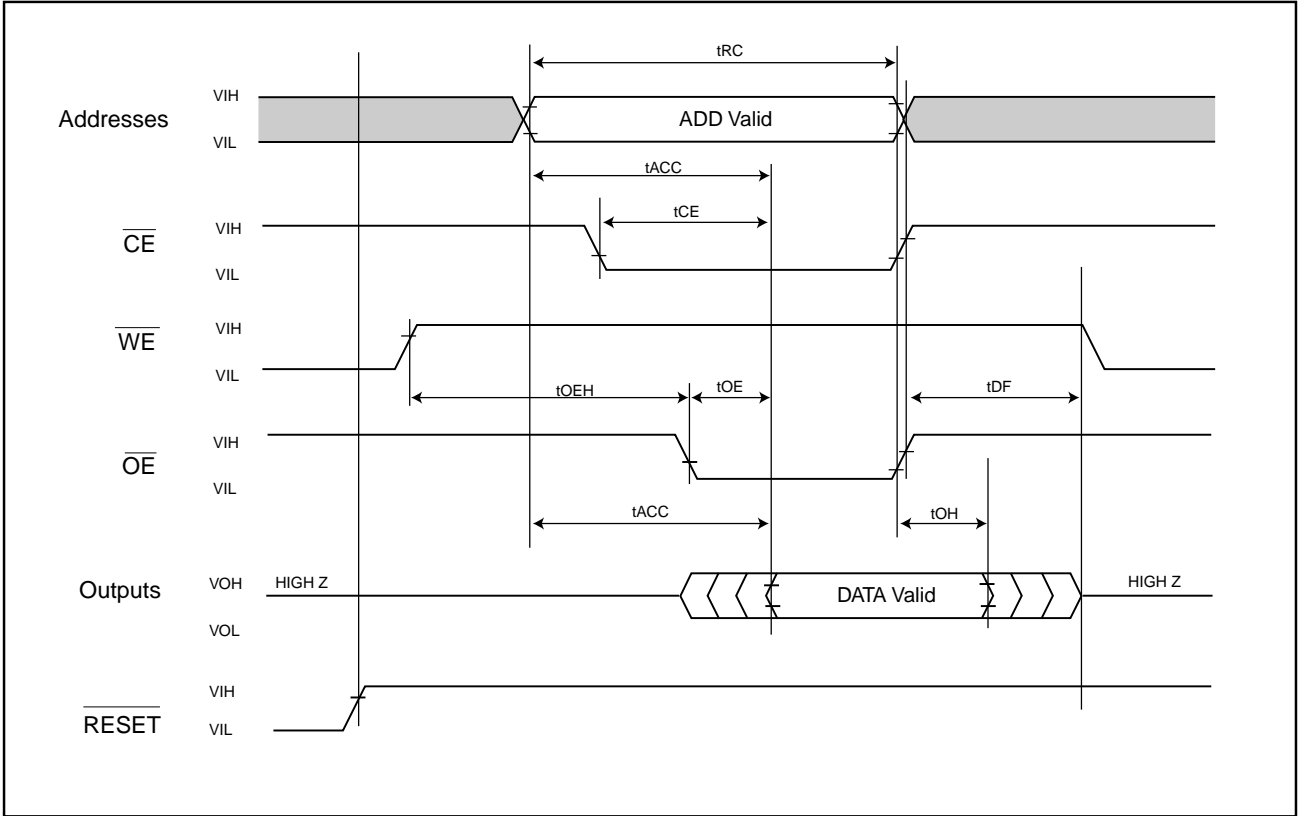 tRC
VIH
Addresses
ADD Valid
VIL
tACC
tCE
VIH
CE
VIL
VIH
WE
VIL
tOEH
tOE
tDF
VIH
OE
VIL
tACC
tOH
Outputs
VOH
HIGH Z
DATA Valid
HIGH Z
VOL
VIH
RESET
VIL